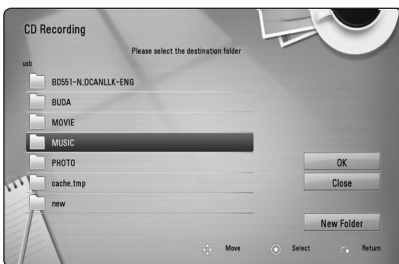 CD Recording
Please select the destination folder
usb
BD551-N,DCANLLK-ENG
BUDA
MOVIE
MUSIC
PHOTO
cache.tmp
new
OK
Close
New Folder
Move Select Return